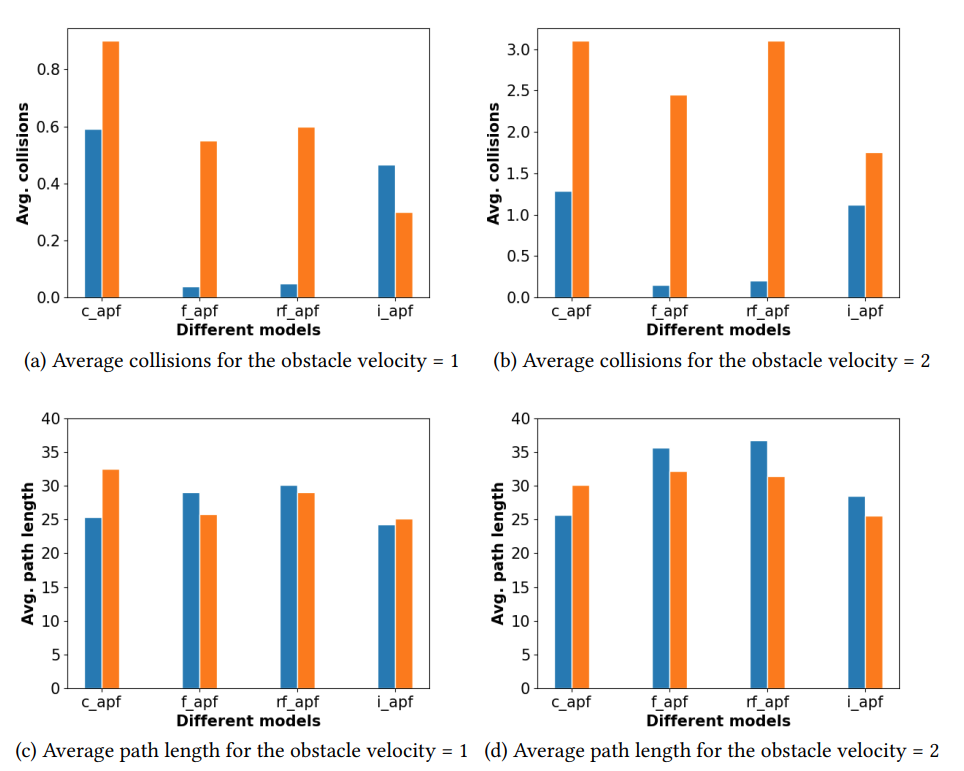 0.8
0.6
0.4
0.2
0.0
Avg. collisions
c_apf f_apf rf_apf i_apf
Different models
(a) Average collisions for the obstacle velocity = 1
3.0
2.5
2.0
1.5
1.0
0.5
0.0
Avg. collisions
c_apf f_apf rf_apf i_apf
Different models
(b) Average collisions for the obstacle velocity = 2
40
35
30
25
20
15
10
5
0
Avg. path length
c_apf f_apf rf_apf i_apf
Different models
(c) Average path length for the obstacle velocity = 1
40
35
30
25
20
15
10
5
0
Avg. path length
c_apf f_apf rf_apf i_apf
Different models
(d) Average path length for the obstacle velocity = 2